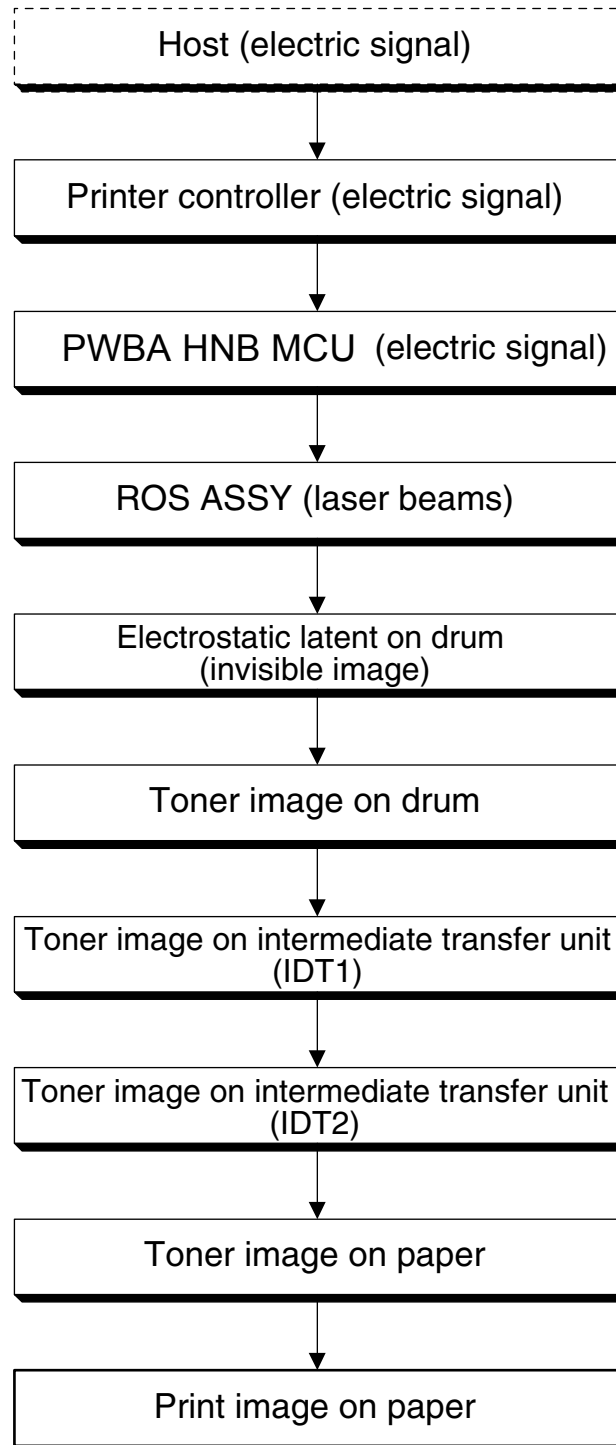 Host (electric signal)
Printer controller (electric signal)
PWBA HNB MCU (electric signal)
ROS ASSY (laser beams)
Electrostatic latent on drum
(invisible image)
Toner image on drum
Toner image on intermediate transfer unit
(IDT1)
Toner image on intermediate transfer unit
(IDT2)
Toner image on paper
Print image on paper